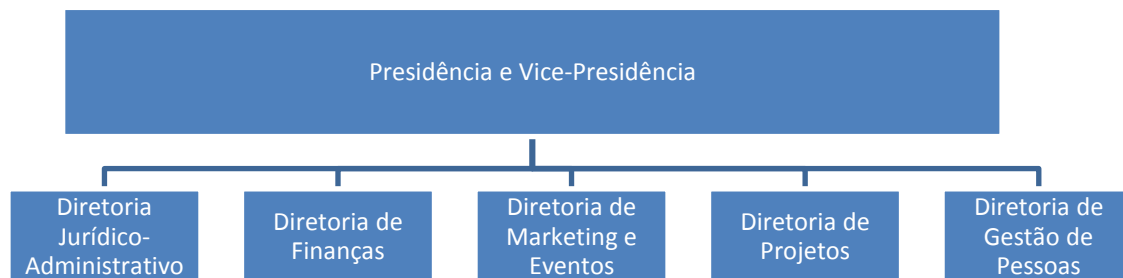 Presidência e Vice-Presidência
Diretoria
Jurídico-
Administrativo
Diretoria de
Finanças
Diretoria de
Marketing e
Eventos
Diretoria de
Projetos
Diretoria de
Gestão de
Pessoas